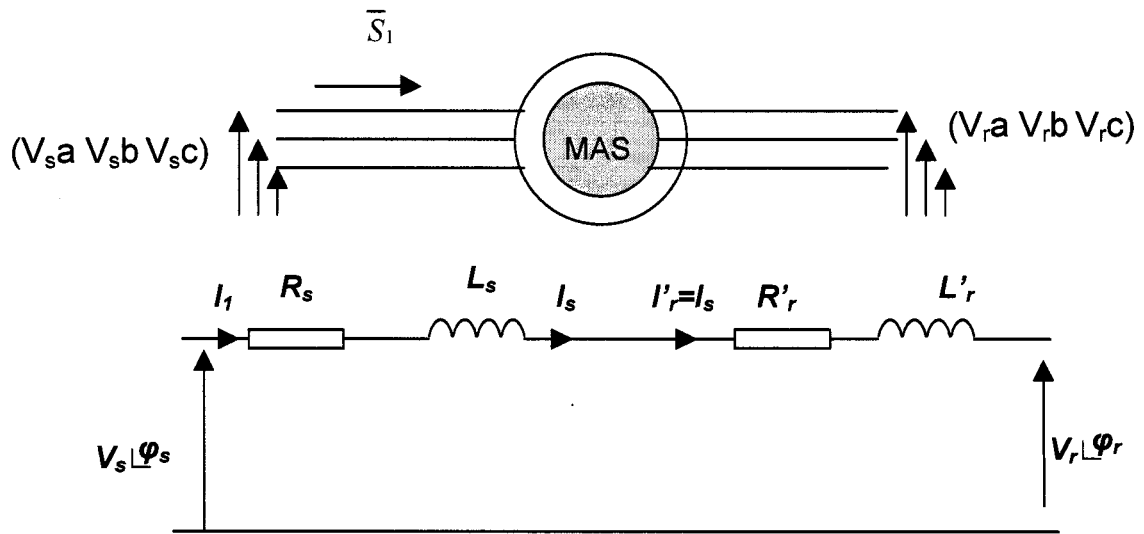 S̅₁
(Vₛa Vₛb Vₛc)
MAS
(Vᵣa Vᵣb Vᵣc)
I₁ Rₛ Lₛ Iₛ I'ᵣ=Iₛ R'ᵣ L'ᵣ
Vₛ∟φₛ
Vᵣ∟φᵣ